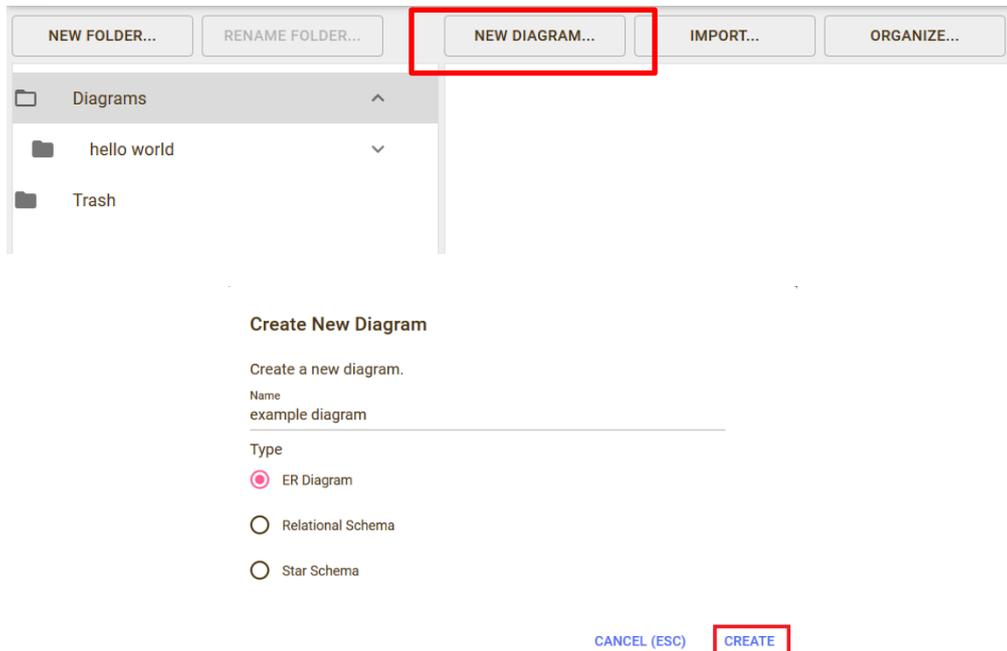 NEW FOLDER... RENAME FOLDER... NEW DIAGRAM... IMPORT... ORGANIZE...
Diagrams
hello world
Trash
Create New Diagram
Create a new diagram.
Name
example diagram
Type
ER Diagram
Relational Schema
Star Schema
CANCEL (ESC) CREATE